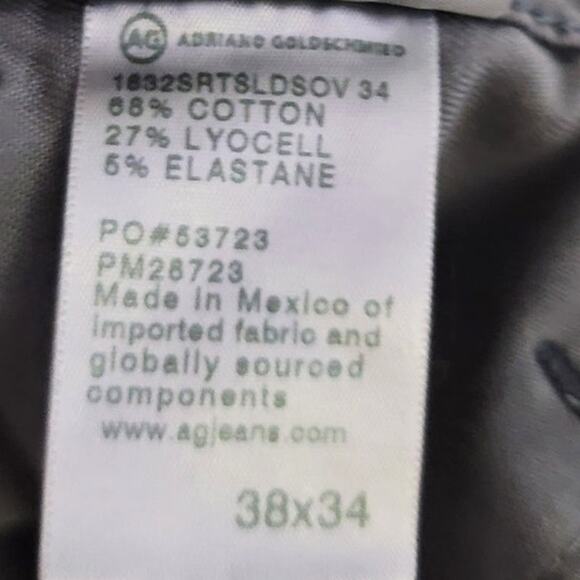 AG ADRIANO GOLDSCHMIED
1632SRTSLDSOV 34
68% COTTON
27% LYOCELL
5% ELASTANE
PO#53723
PM26723
Made in Mexico of
imported fabric and
globally sourced
components
www.agjeans.com
38x34